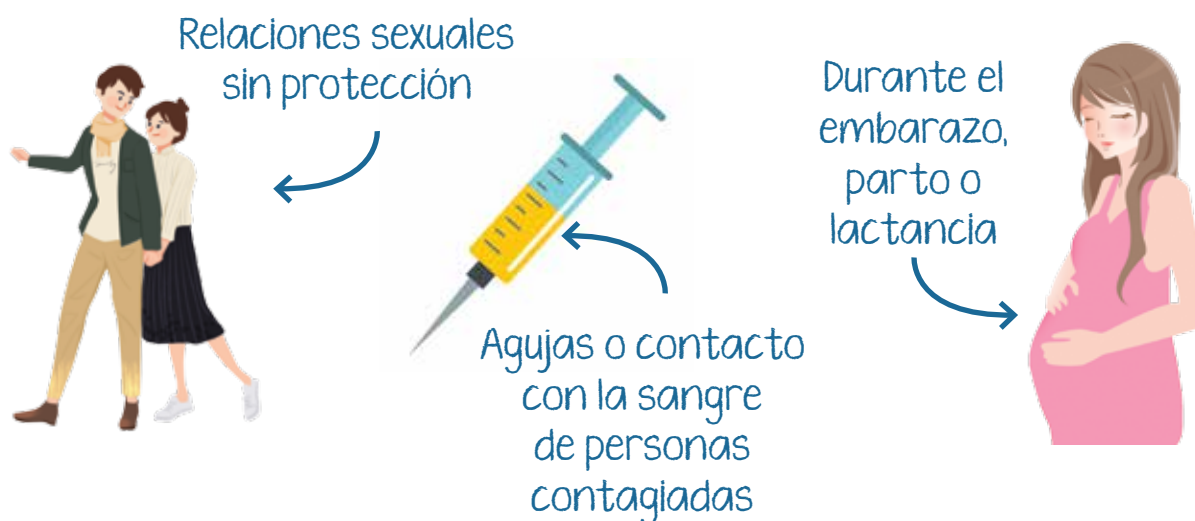 Relaciones sexuales
sin protección
Agujas o contacto
con la sangre
de personas
contagiadas
Durante el
embarazo,
parto o
lactancia